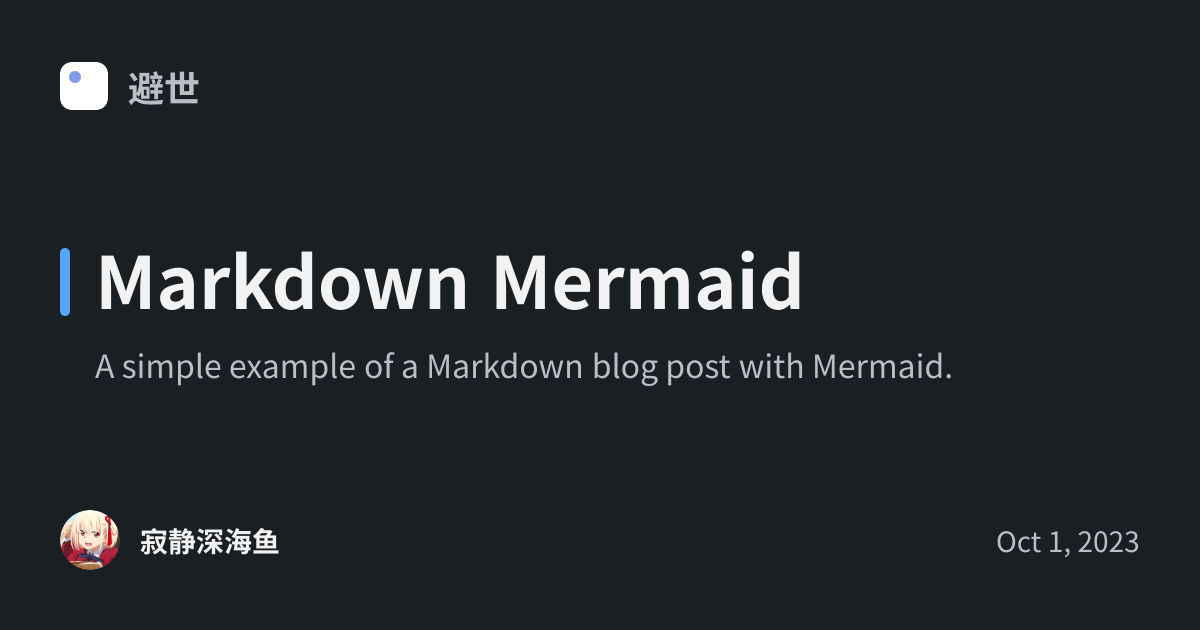 避世
Markdown Mermaid
A simple example of a Markdown blog post with Mermaid.
寂静深海鱼
Oct 1, 2023